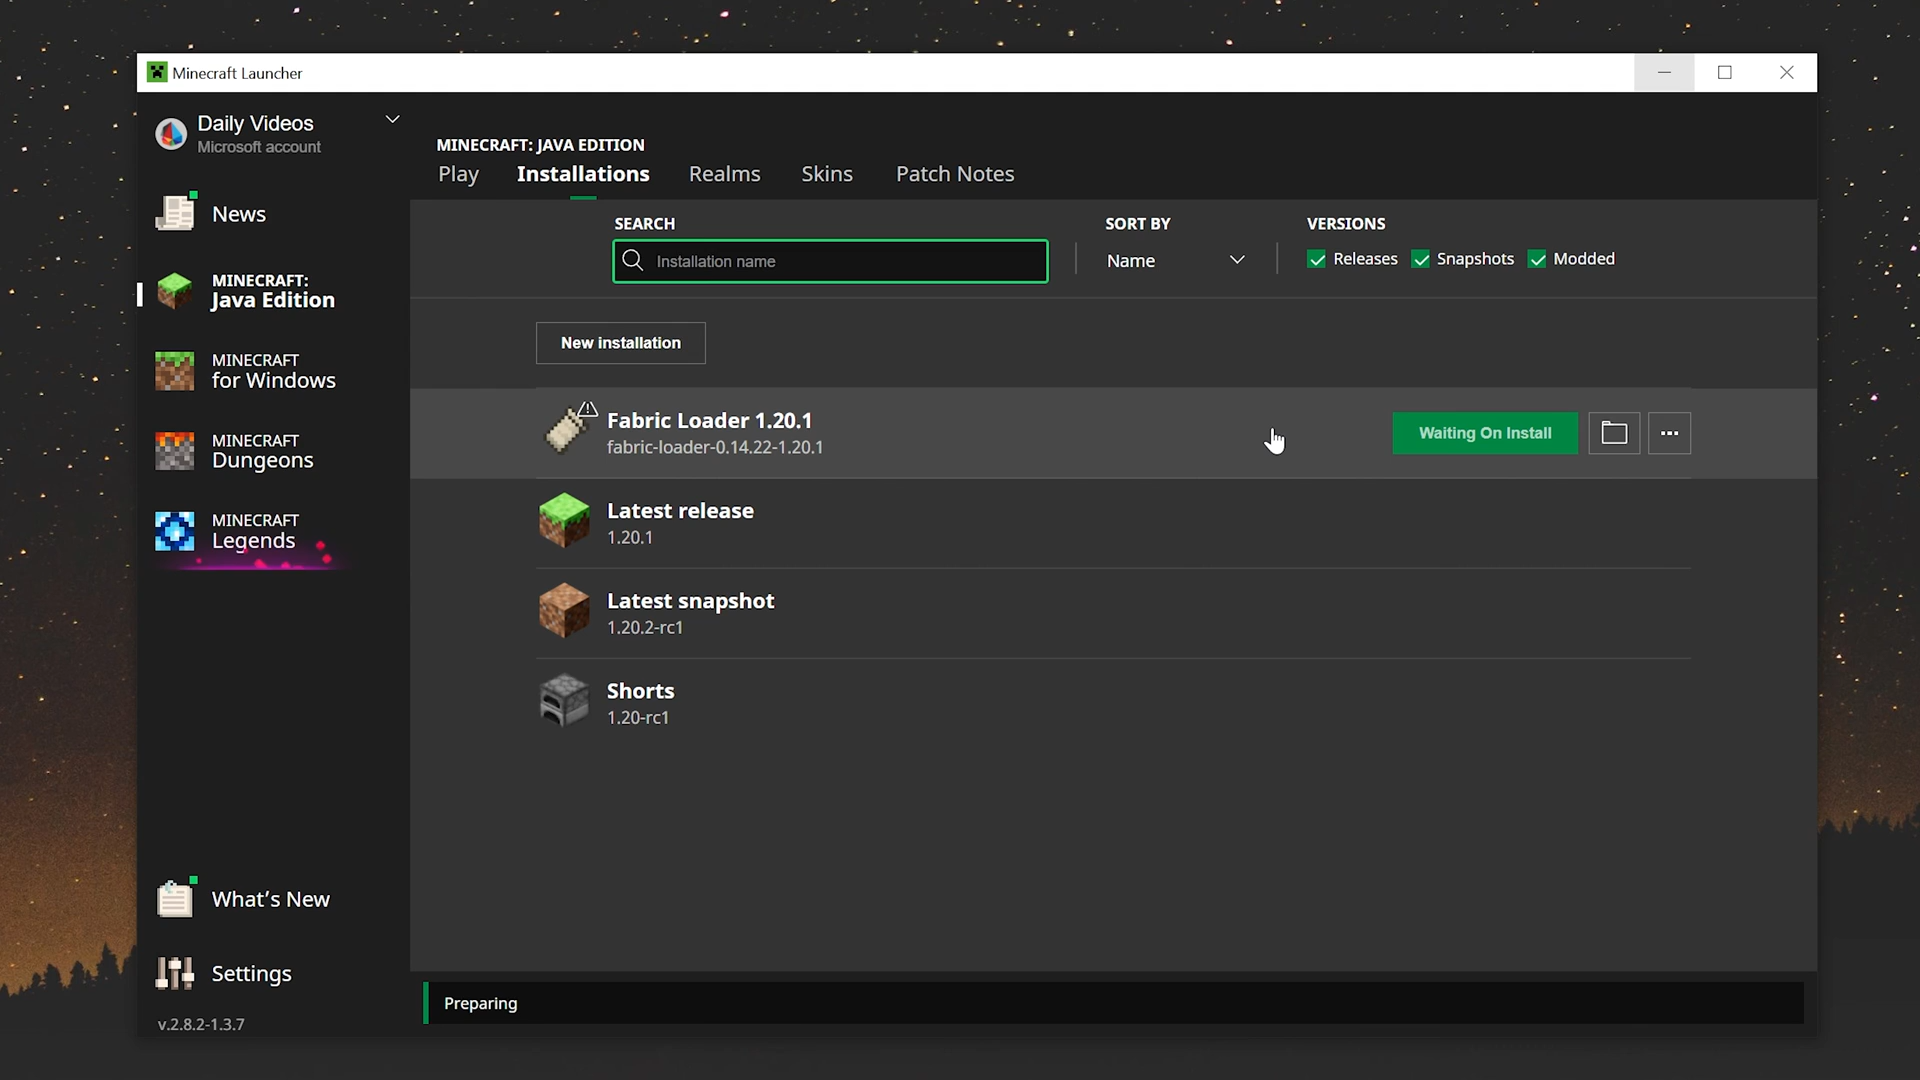 Minecraft Launcher
Daily Videos
Microsoft account
News
MINECRAFT:
Java Edition
MINECRAFT
for Windows
MINECRAFT
Dungeons
MINECRAFT
Legends
What's New
Settings
v.2.8.2-1.3.7
MINECRAFT: JAVA EDITION
Play Installations Realms Skins Patch Notes
SEARCH SORT BY VERSIONS
Installation name Name Releases Snapshots Modded
New installation
Fabric Loader 1.20.1
fabric-loader-0.14.22-1.20.1
Waiting On Install
Latest release
1.20.1
Latest snapshot
1.20.2-rc1
Shorts
1.20-rc1
Preparing